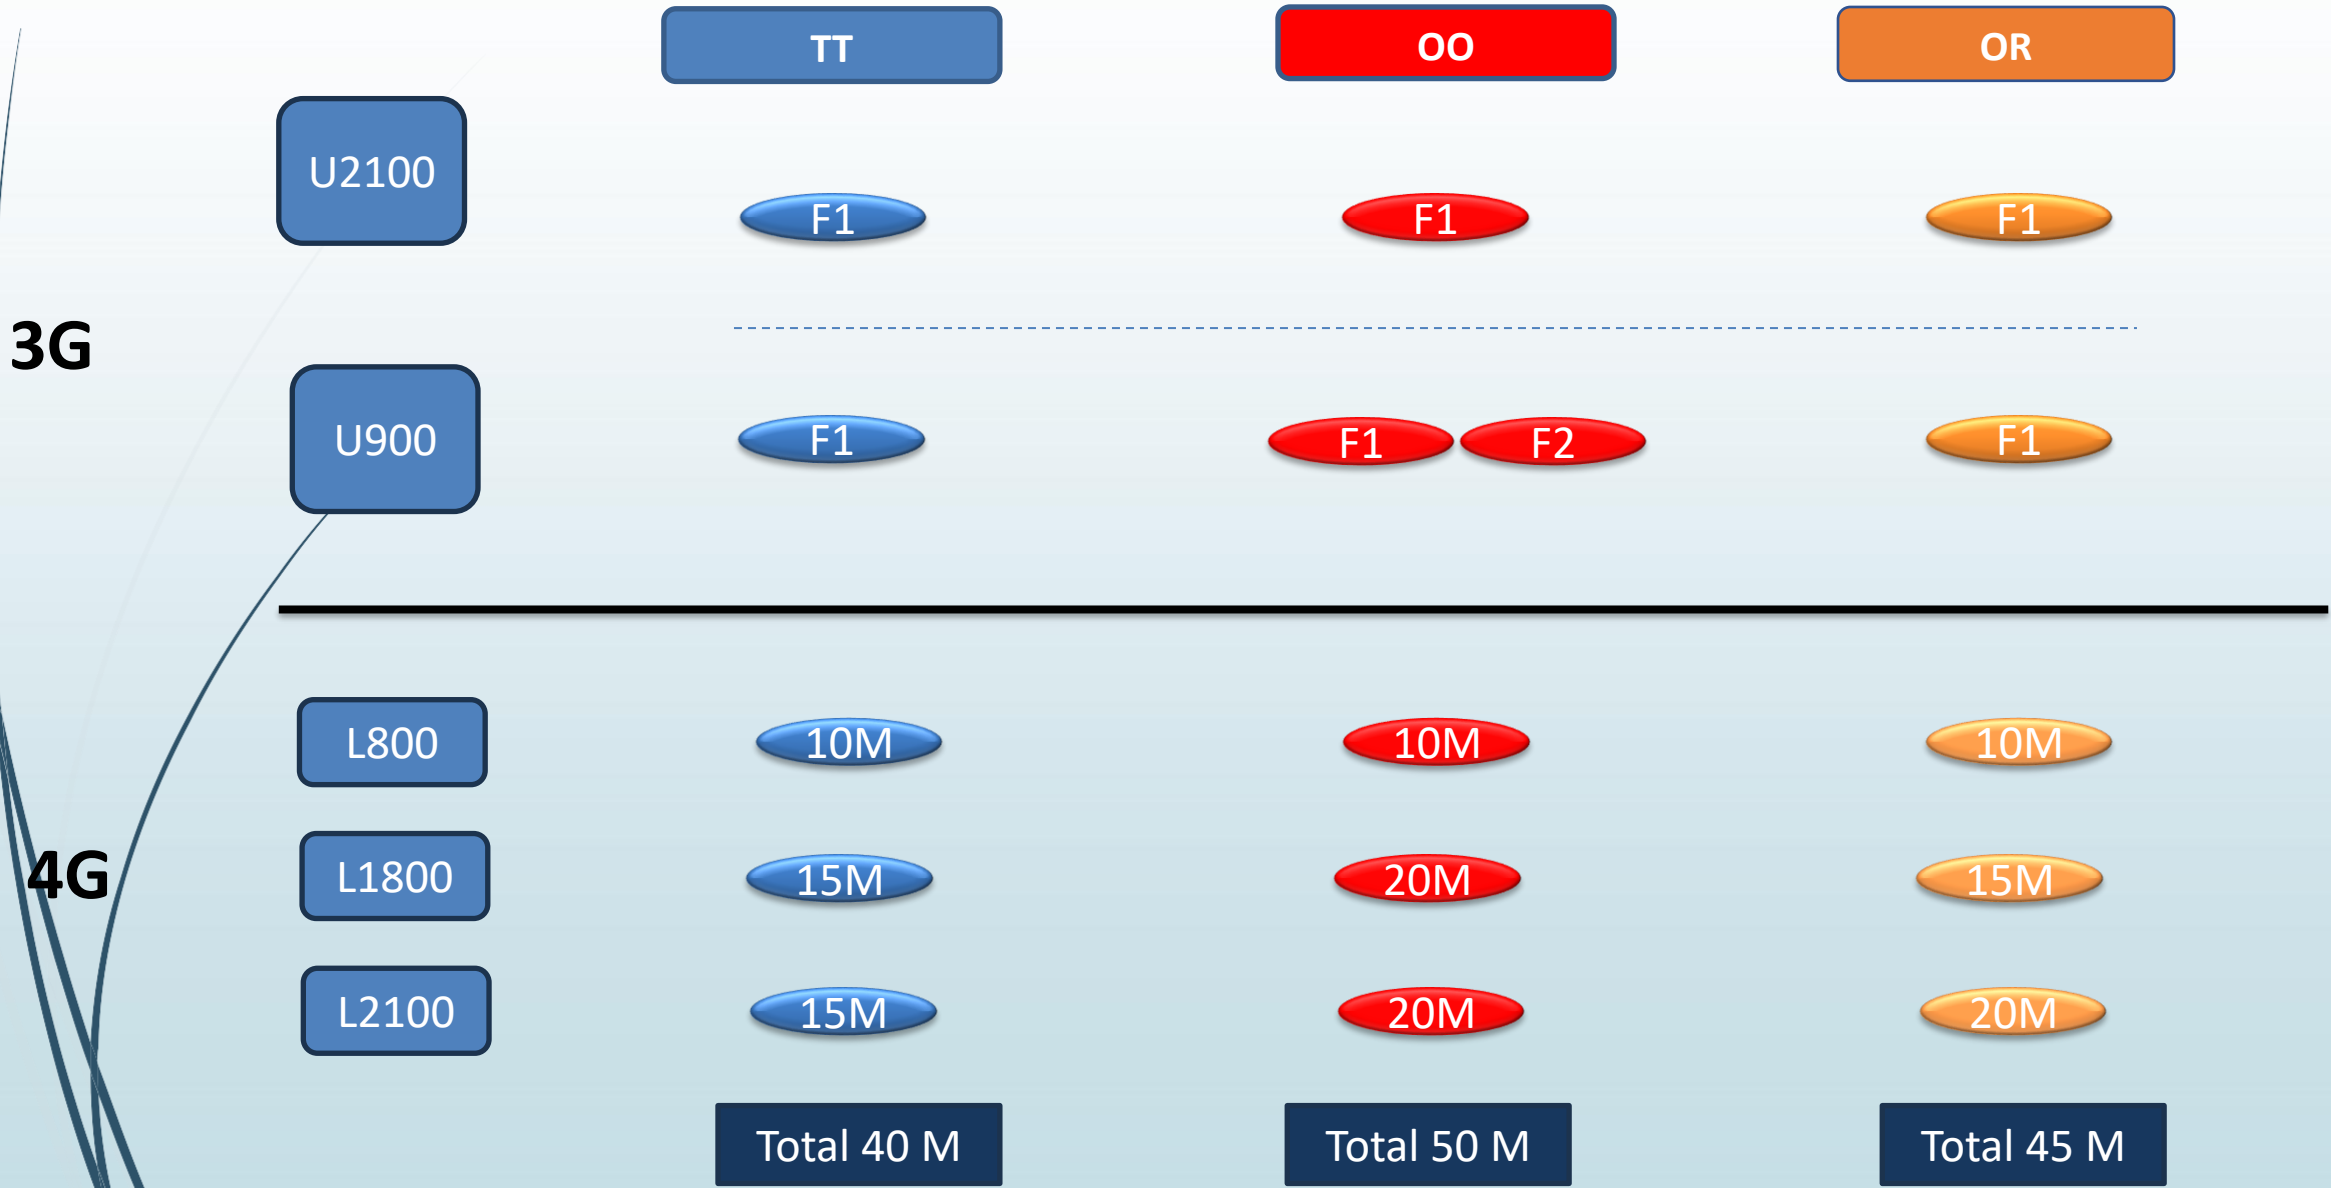 TT OO OR
U2100
F1 F1 F1
3G
U900
F1 F1 F2 F1
L800 10M 10M 10M
4G
L1800 15M 20M 15M
L2100 15M 20M 20M
Total 40 M Total 50 M Total 45 M